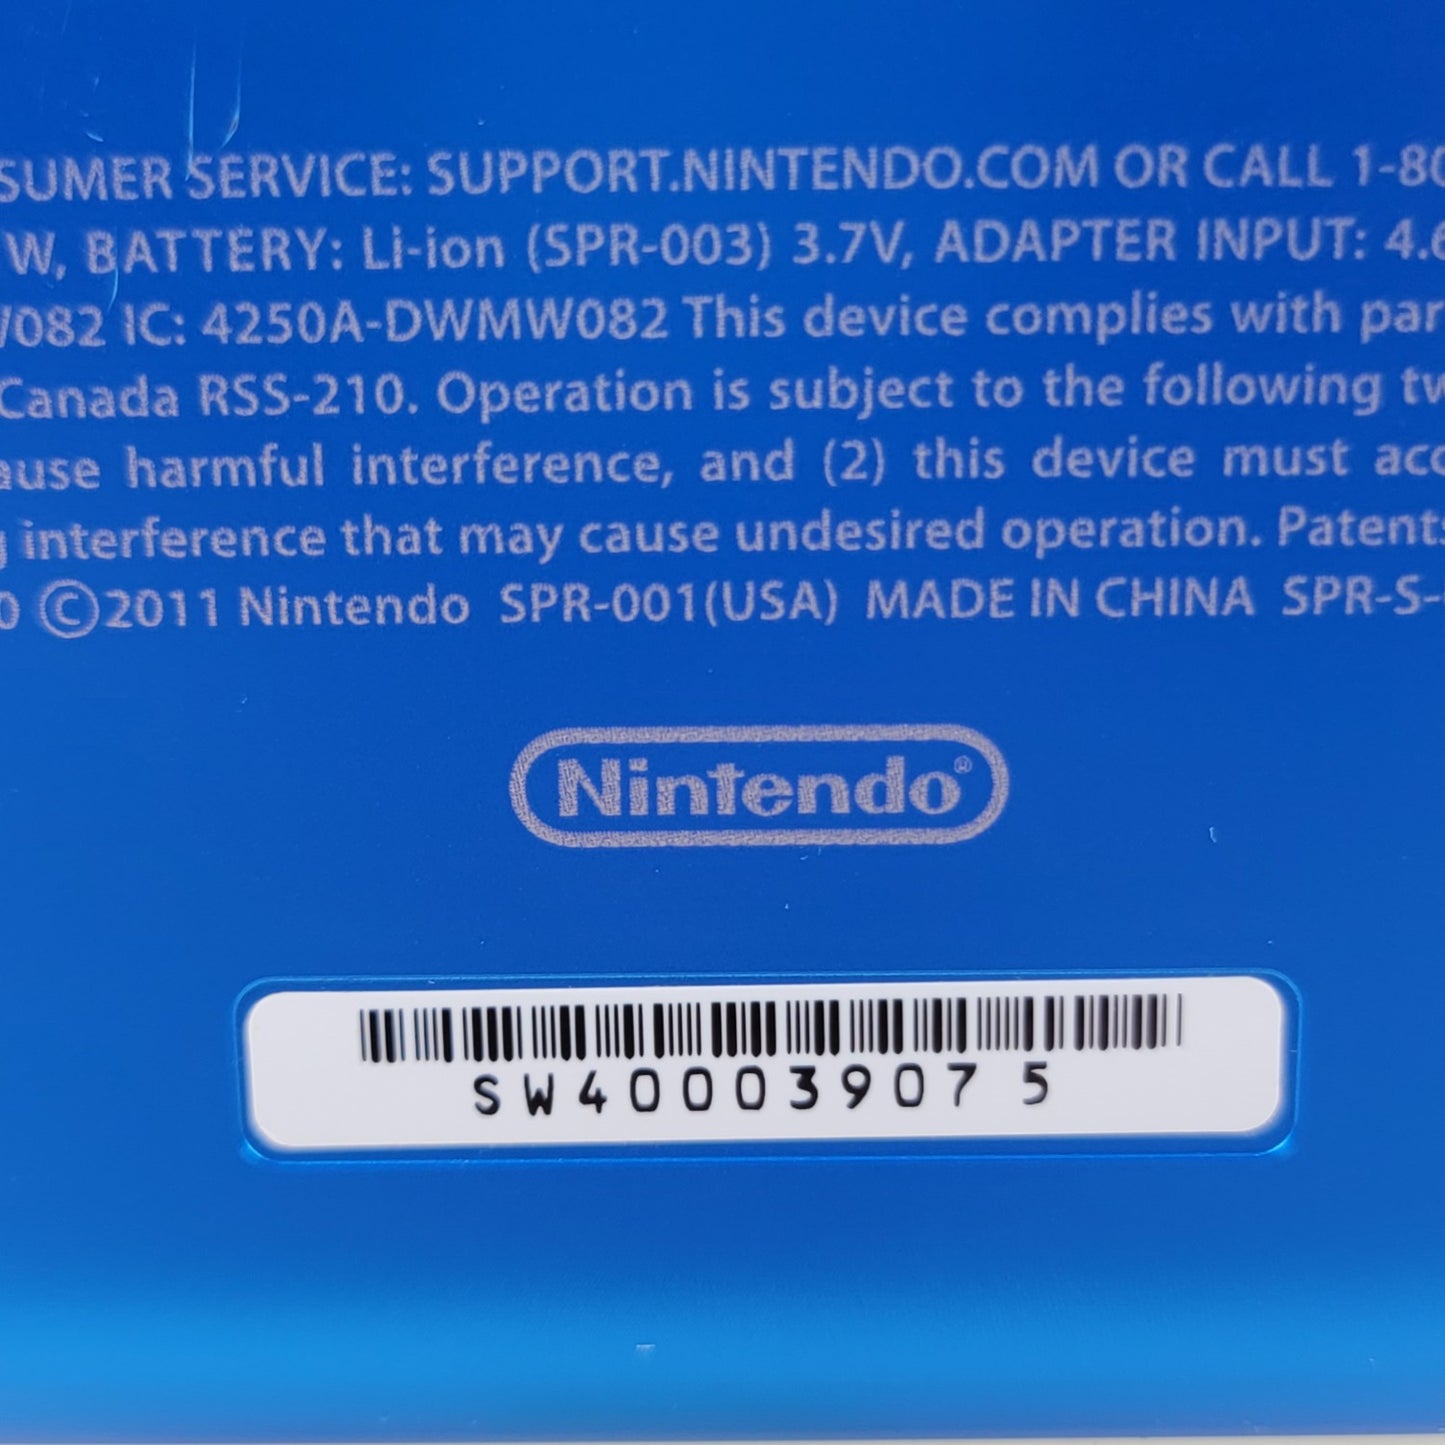 SUMER SERVICE: SUPPORT.NINTENDO.COM OR CALL 1-80
W, BATTERY: Li-ion (SPR-003) 3.7V, ADAPTER INPUT: 4.6
082 IC: 4250A-DWMW082 This device complies with par
Canada RSS-210. Operation is subject to the following tw
ause harmful interference, and (2) this device must acc
g interference that may cause undesired operation. Patents
0 ©2011 Nintendo SPR-001(USA) MADE IN CHINA SPR-S-
Nintendo®
SW400039075